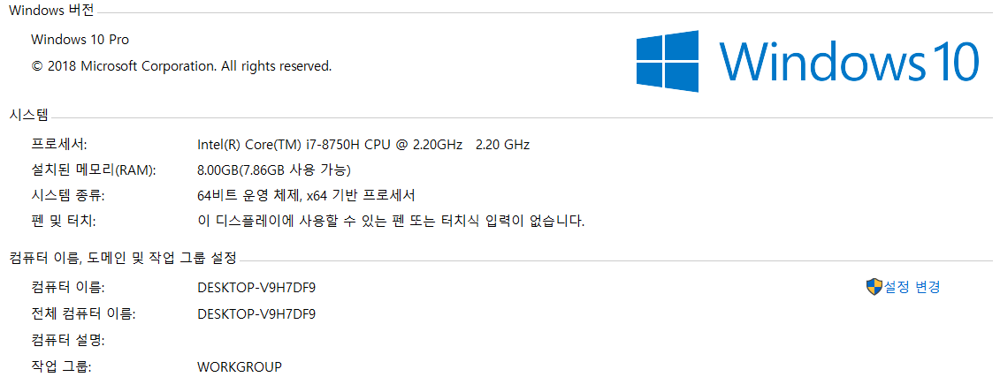 Windows 버전
Windows 10 Pro
© 2018 Microsoft Corporation. All rights reserved.
Windows 10
시스템
프로세서: Intel(R) Core(TM) i7-8750H CPU @ 2.20GHz 2.20 GHz
설치된 메모리(RAM): 8.00GB(7.86GB 사용 가능)
시스템 종류: 64비트 운영 체제, x64 기반 프로세서
펜 및 터치: 이 디스플레이에 사용할 수 있는 펜 또는 터치식 입력이 없습니다.
컴퓨터 이름, 도메인 및 작업 그룹 설정
컴퓨터 이름: DESKTOP-V9H7DF9 설정 변경
전체 컴퓨터 이름: DESKTOP-V9H7DF9
컴퓨터 설명:
작업 그룹: WORKGROUP